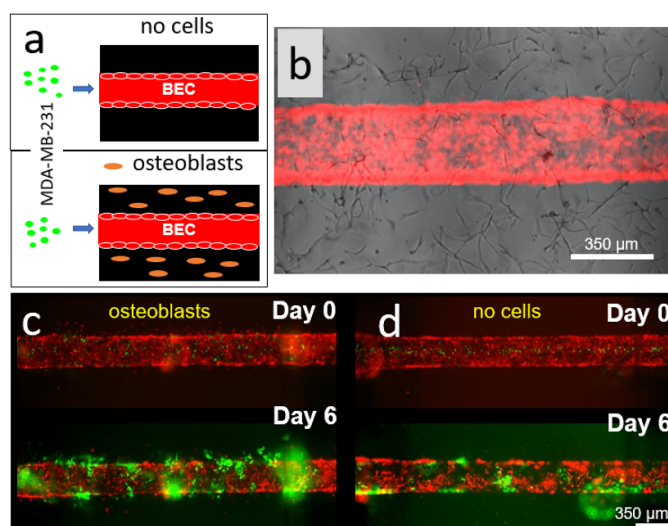 a
no cells
BEC
MDA-MB-231
osteoblasts
BEC
b
350 µm
c
osteoblasts
Day 0
Day 6
d
no cells
Day 0
Day 6
350 µm